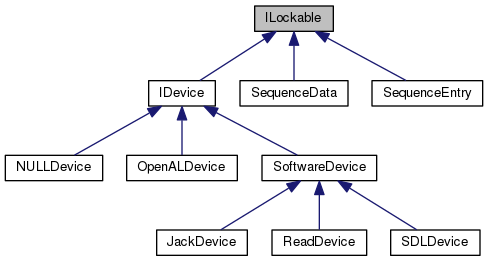 ILockable
IDevice
SequenceData
SequenceEntry
NULLDevice
OpenALDevice
SoftwareDevice
JackDevice
ReadDevice
SDLDevice